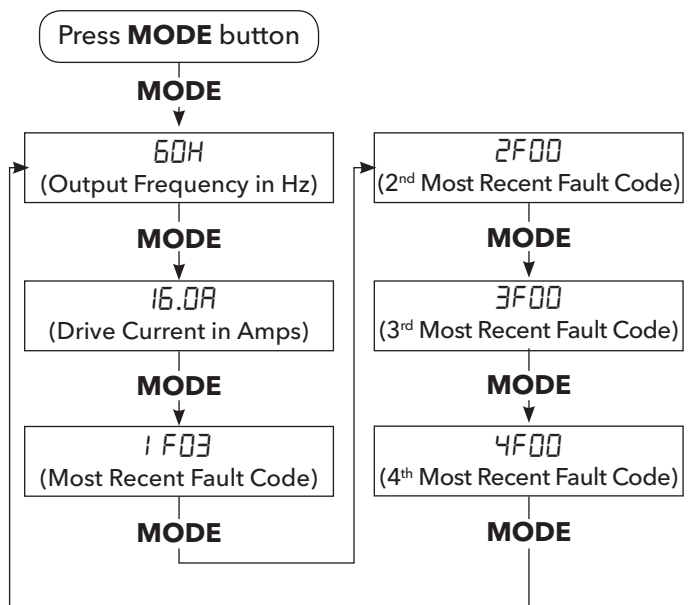 Press MODE button
MODE
60H
(Output Frequency in Hz)
MODE
16.0A
(Drive Current in Amps)
MODE
1 F03
(Most Recent Fault Code)
MODE
2F00
(2nd Most Recent Fault Code)
MODE
3F00
(3rd Most Recent Fault Code)
MODE
4F00
(4th Most Recent Fault Code)
MODE